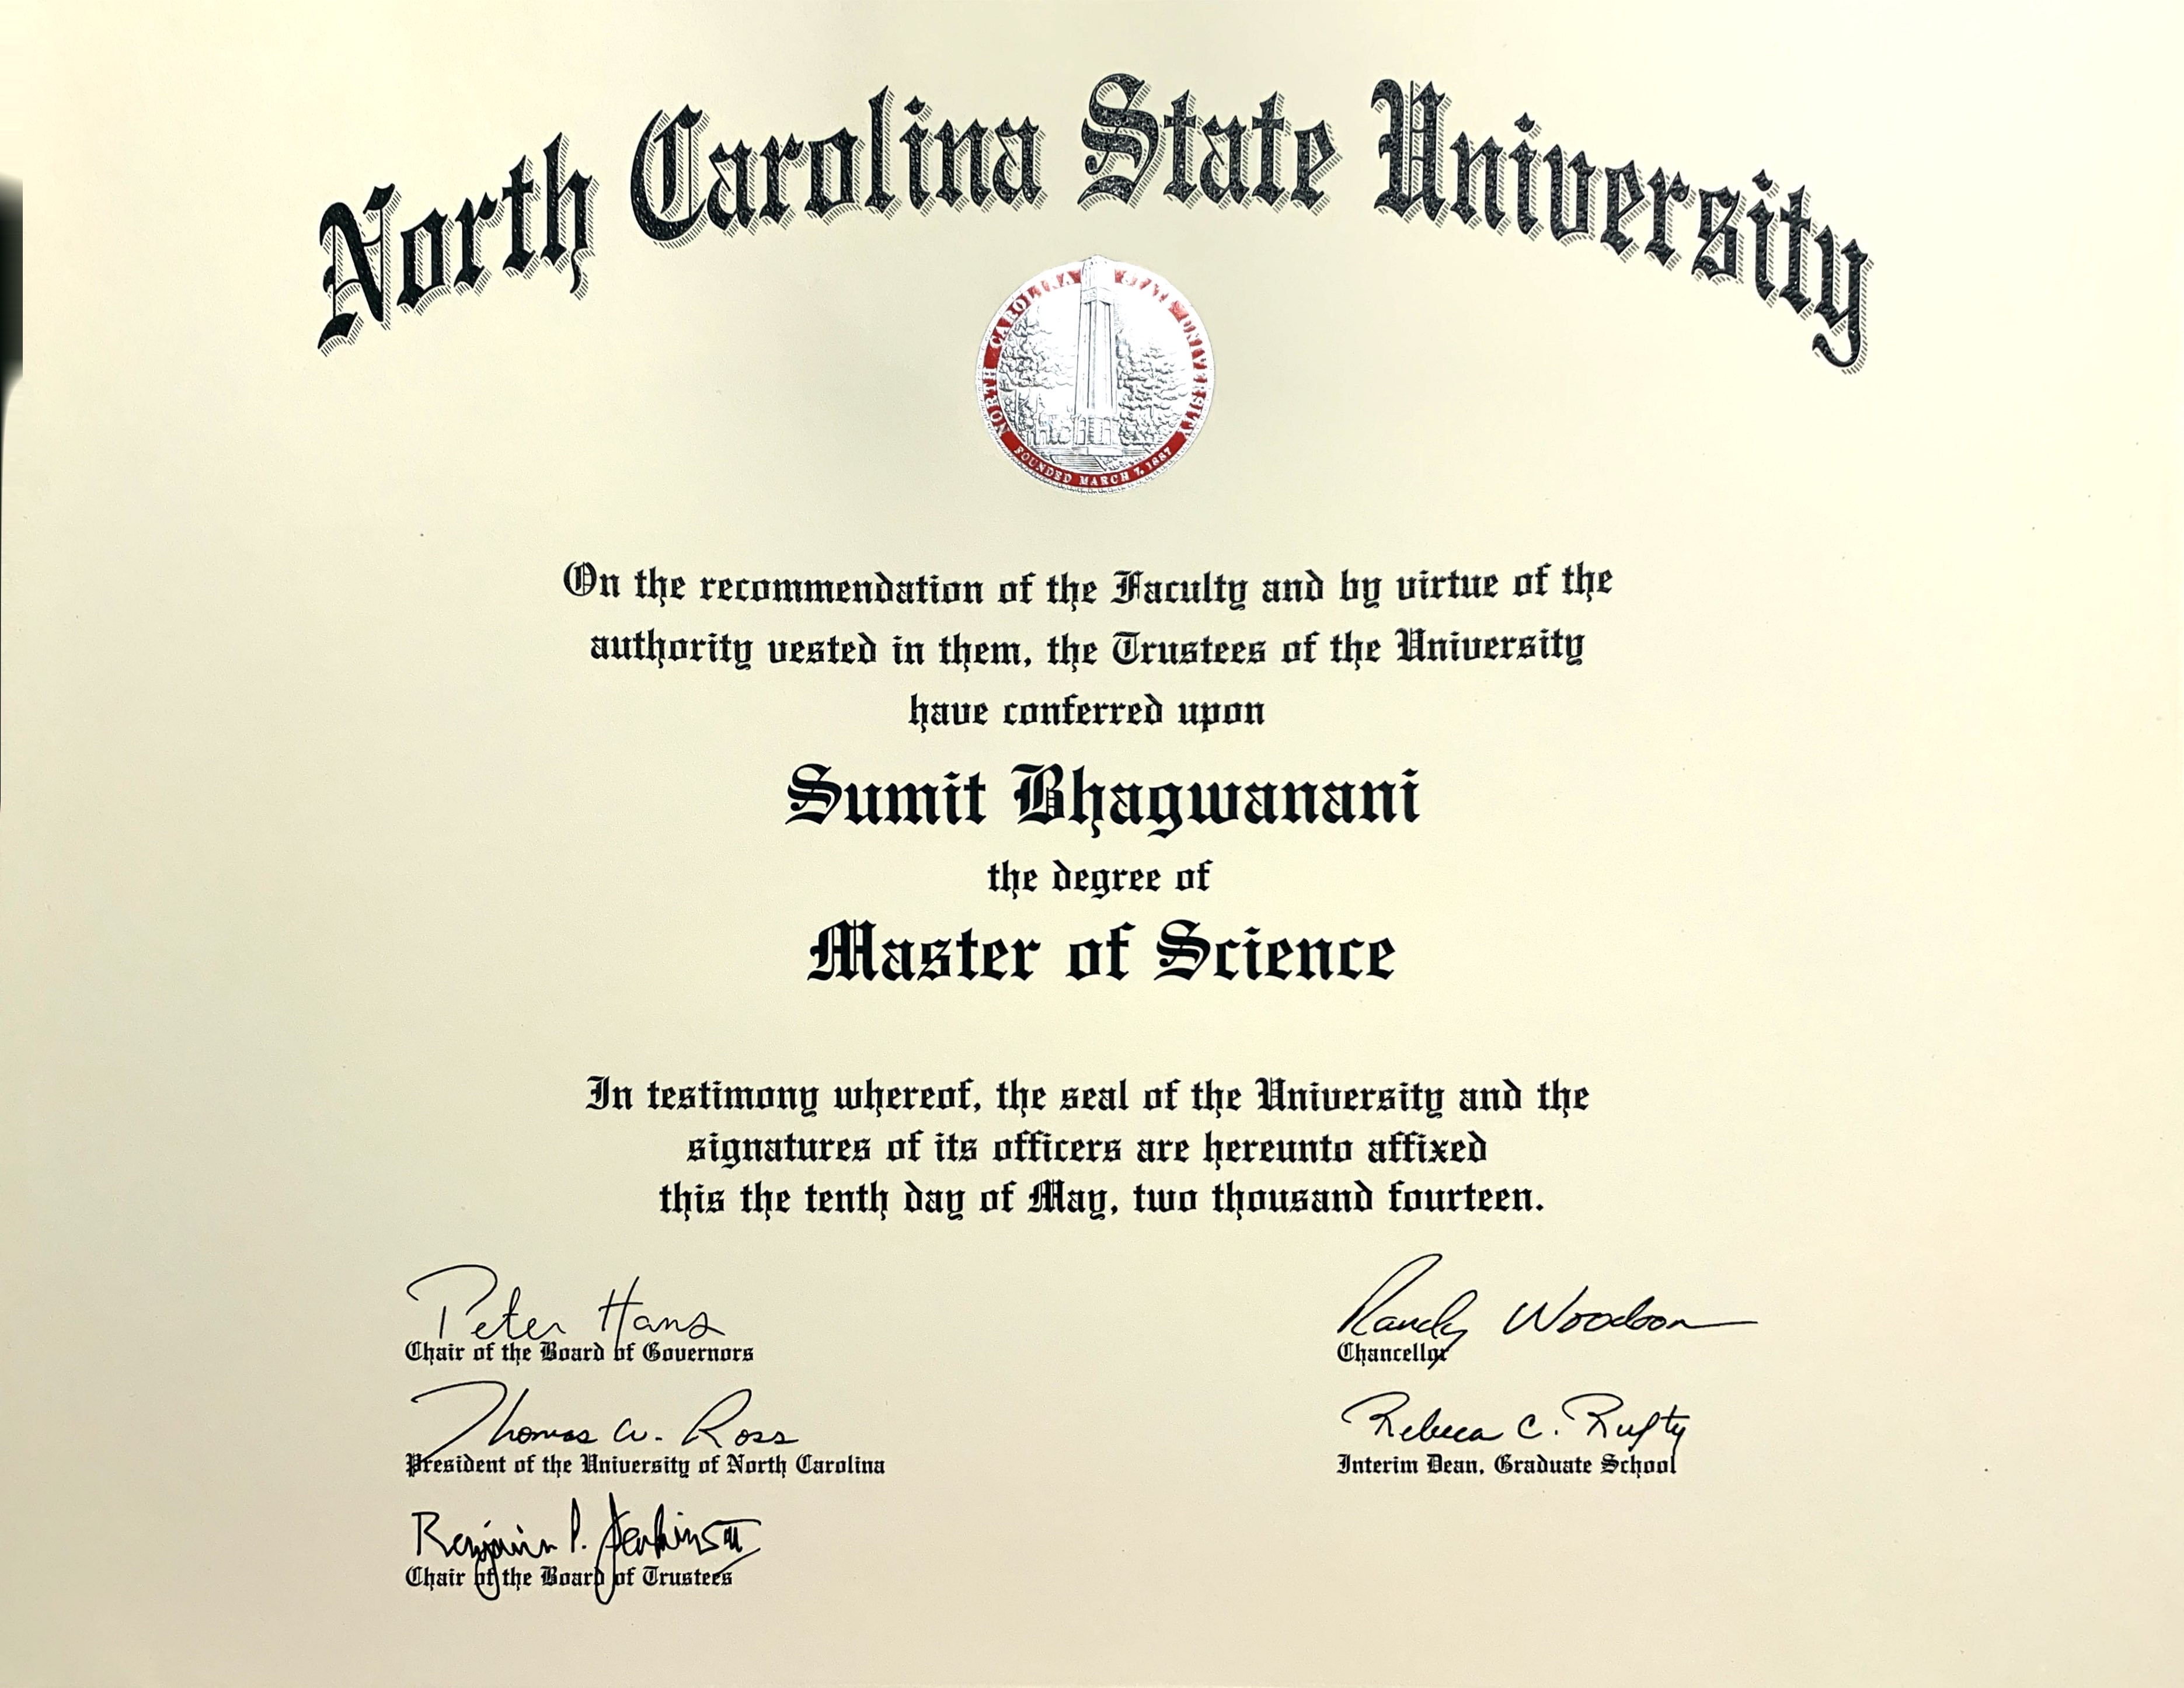 North Carolina State University
NORTH CAROLINA STATE UNIVERSITY
FOUNDED MARCH 7, 1887
On the recommendation of the Faculty and by virtue of the
authority vested in them, the Trustees of the University
have conferred upon
Sumit Bhagwanani
the degree of
Master of Science
In testimony whereof, the seal of the University and the
signatures of its officers are hereunto affixed
this the tenth day of May, two thousand fourteen.
Peter Hans
Chair of the Board of Governors
Thomas W. Ross
President of the University of North Carolina
Benjamin P. Jenkins III
Chair of the Board of Trustees
Randy Woodson
Chancellor
Rebeca C. Rufty
Interim Dean, Graduate School